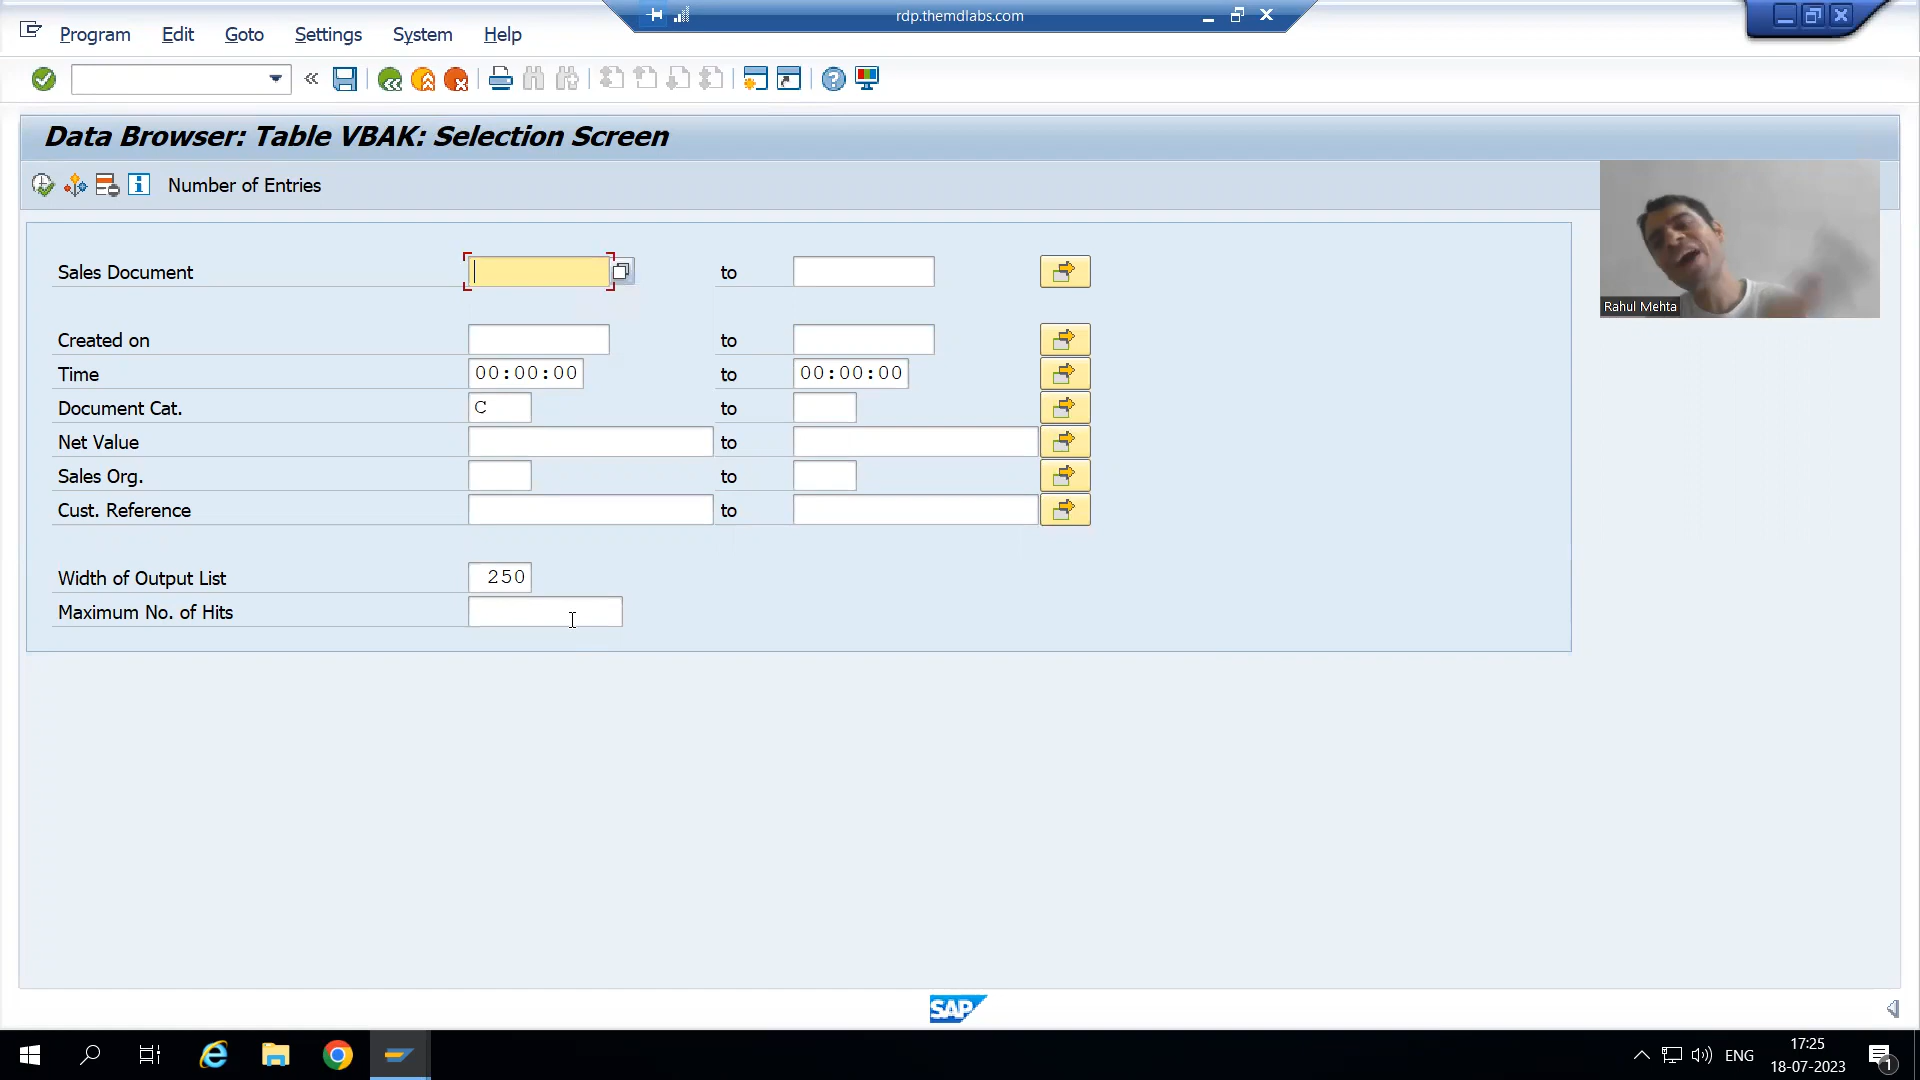 rdp.themdlabs.com
Program Edit Goto Settings System Help
Data Browser: Table VBAK: Selection Screen
Number of Entries
Rahul Mehta
Sales Document to
Created on to
Time 00:00:00 to 00:00:00
Document Cat. C to
Net Value to
Sales Org. to
Cust. Reference to
Width of Output List 250
Maximum No. of Hits
SAP
ENG 17:25
18-07-2023 1